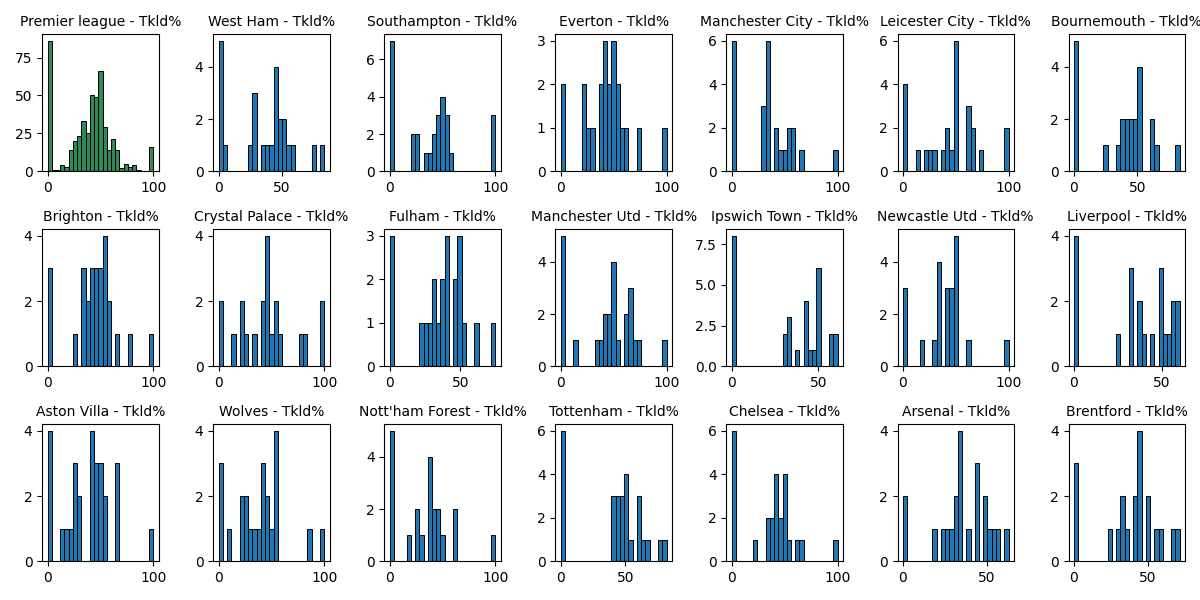 Premier league - Tkld% West Ham - Tkld% Southampton - Tkld% Everton - Tkld% Manchester City - Tkld% Leicester City - Tkld% Bournemouth - Tkld%
75 50 25 0 0 100
4 2 0 0 50
6 4 2 0 0 100
3 2 1 0 0 100
6 4 2 0 0 100
6 4 2 0 0 100
4 2 0 0 50
Brighton - Tkld% Crystal Palace - Tkld% Fulham - Tkld% Manchester Utd - Tkld% Ipswich Town - Tkld% Newcastle Utd - Tkld% Liverpool - Tkld%
4 2 0 0 100
4 2 0 0 100
3 2 1 0 0 50
4 2 0 0 100
7.5 5.0 2.5 0.0 0 50
4 2 0 0 100
4 2 0 0 50
Aston Villa - Tkld% Wolves - Tkld% Nott'ham Forest - Tkld% Tottenham - Tkld% Chelsea - Tkld% Arsenal - Tkld% Brentford - Tkld%
4 2 0 0 100
4 2 0 0 100
4 2 0 0 100
6 4 2 0 0 50
6 4 2 0 0 100
4 2 0 0 50
4 2 0 0 50